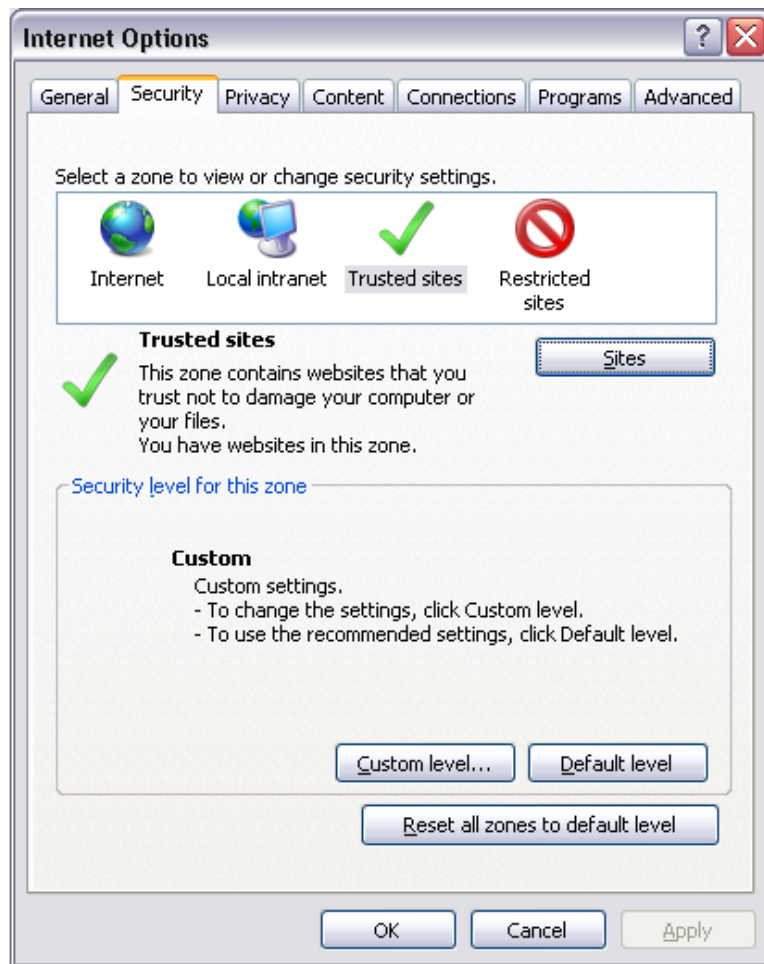 Internet Options
General Security Privacy Content Connections Programs Advanced
Select a zone to view or change security settings.
Internet Local intranet Trusted sites Restricted
sites
Trusted sites
Sites
This zone contains websites that you
trust not to damage your computer or
your files.
You have websites in this zone.
Security level for this zone
Custom
Custom settings.
- To change the settings, click Custom level.
- To use the recommended settings, click Default level.
Custom level... Default level
Reset all zones to default level
OK Cancel Apply